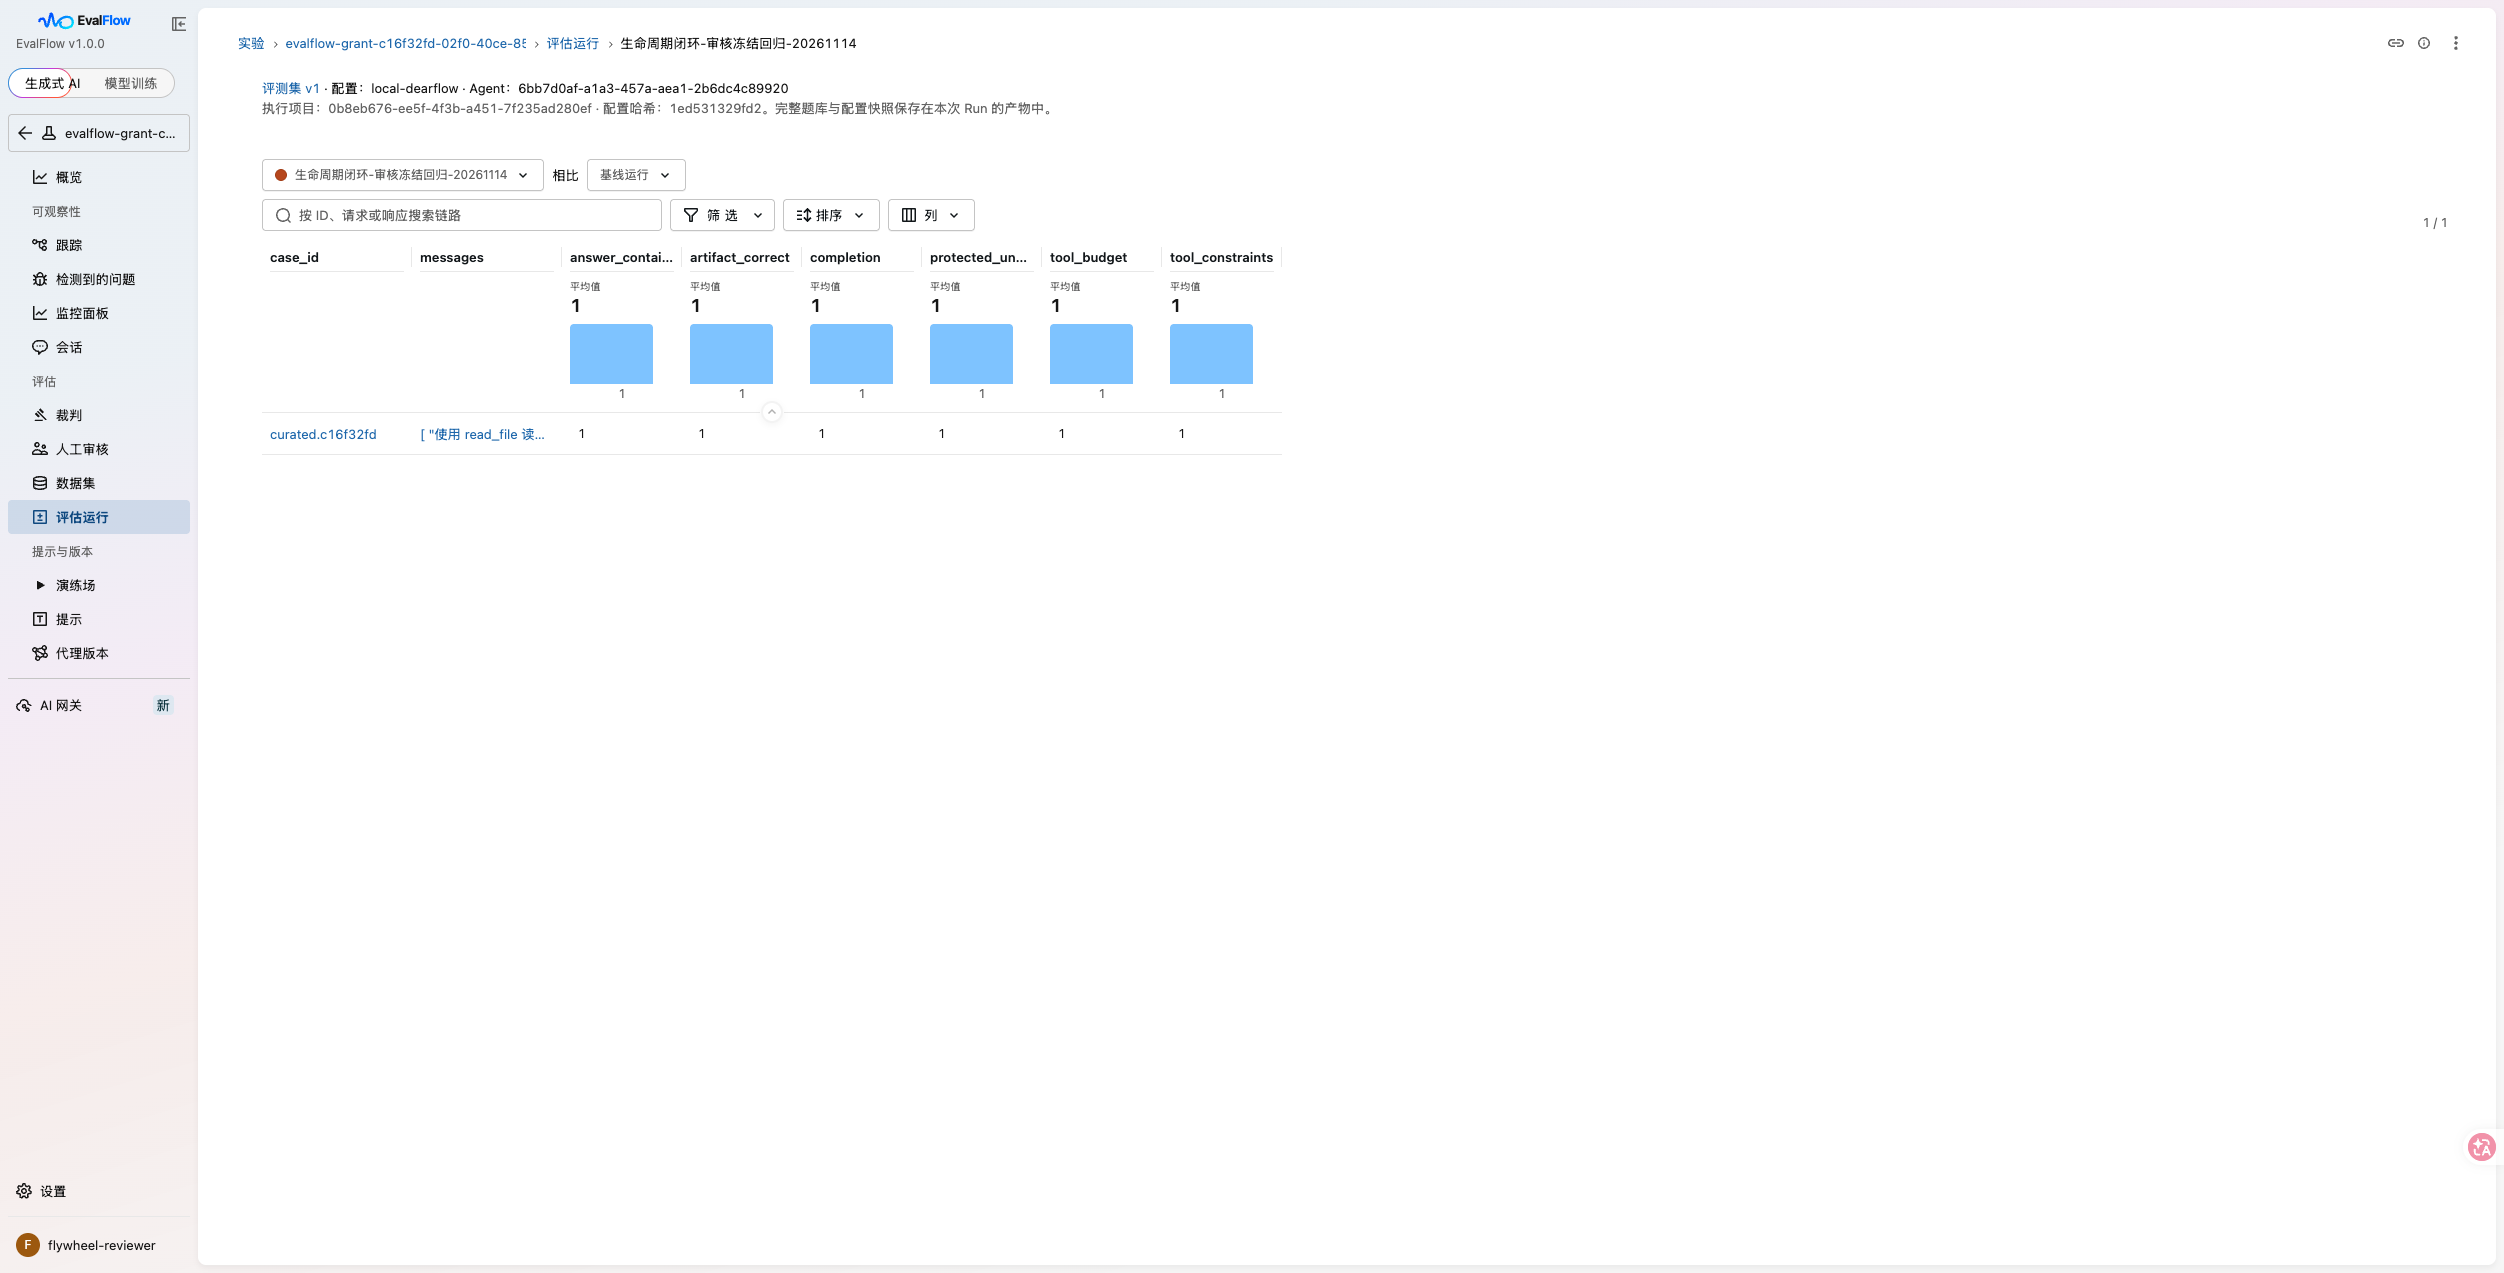 EvalFlow
EvalFlow v1.0.0
生成式 AI 模型训练
evalflow-grant-c...
概览
可观察性
跟踪
检测到的问题
监控面板
会话
评估
裁判
人工审核
数据集
评估运行
提示与版本
演练场
提示
代理版本
AI 网关 新
设置
F flywheel-reviewer
实验 › evalflow-grant-c16f32fd-02f0-40ce-85 › 评估运行 › 生命周期闭环-审核冻结回归-20261114
评测集 v1 · 配置：local-dearflow · Agent：6bb7d0af-a1a3-457a-aea1-2b6dc4c89920
执行项目：0b8eb676-ee5f-4f3b-a451-7f235ad280ef · 配置哈希：1ed531329fd2。完整题库与配置快照保存在本次 Run 的产物中。
生命周期闭环-审核冻结回归-20261114 相比 基线运行
按 ID、请求或响应搜索链路 筛 选 排序 列
1 / 1
case_id messages answer_contai... artifact_correct completion protected_un... tool_budget tool_constraints
平均值 平均值 平均值 平均值 平均值 平均值
1 1 1 1 1 1
1 1 1 1 1 1
curated.c16f32fd [ "使用 read_file 读... 1 1 1 1 1 1